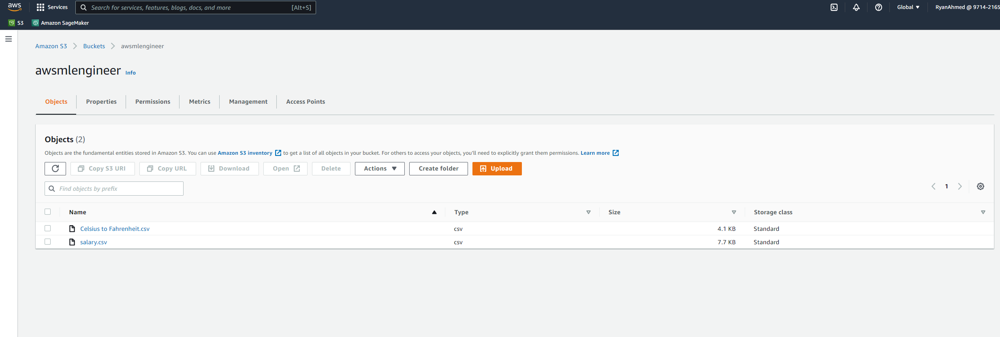 aws Services Search for services, features, blogs, docs, and more [Alt+S] Global RyanAhmed @ 9714-2165
S3 Amazon SageMaker
Amazon S3 Buckets awsmlengineer
awsmlengineer Info
Objects Properties Permissions Metrics Management Access Points
Objects (2)
Objects are the fundamental entities stored in Amazon S3. You can use Amazon S3 inventory to get a list of all objects in your bucket. For others to access your objects, you'll need to explicitly grant them permissions. Learn more
Copy S3 URI Copy URL Download Open Delete Actions Create folder Upload
Find objects by prefix 1
Name Type Size Storage class
Celsius to Fahrenheit.csv csv 4.1 KB Standard
salary.csv csv 7.7 KB Standard